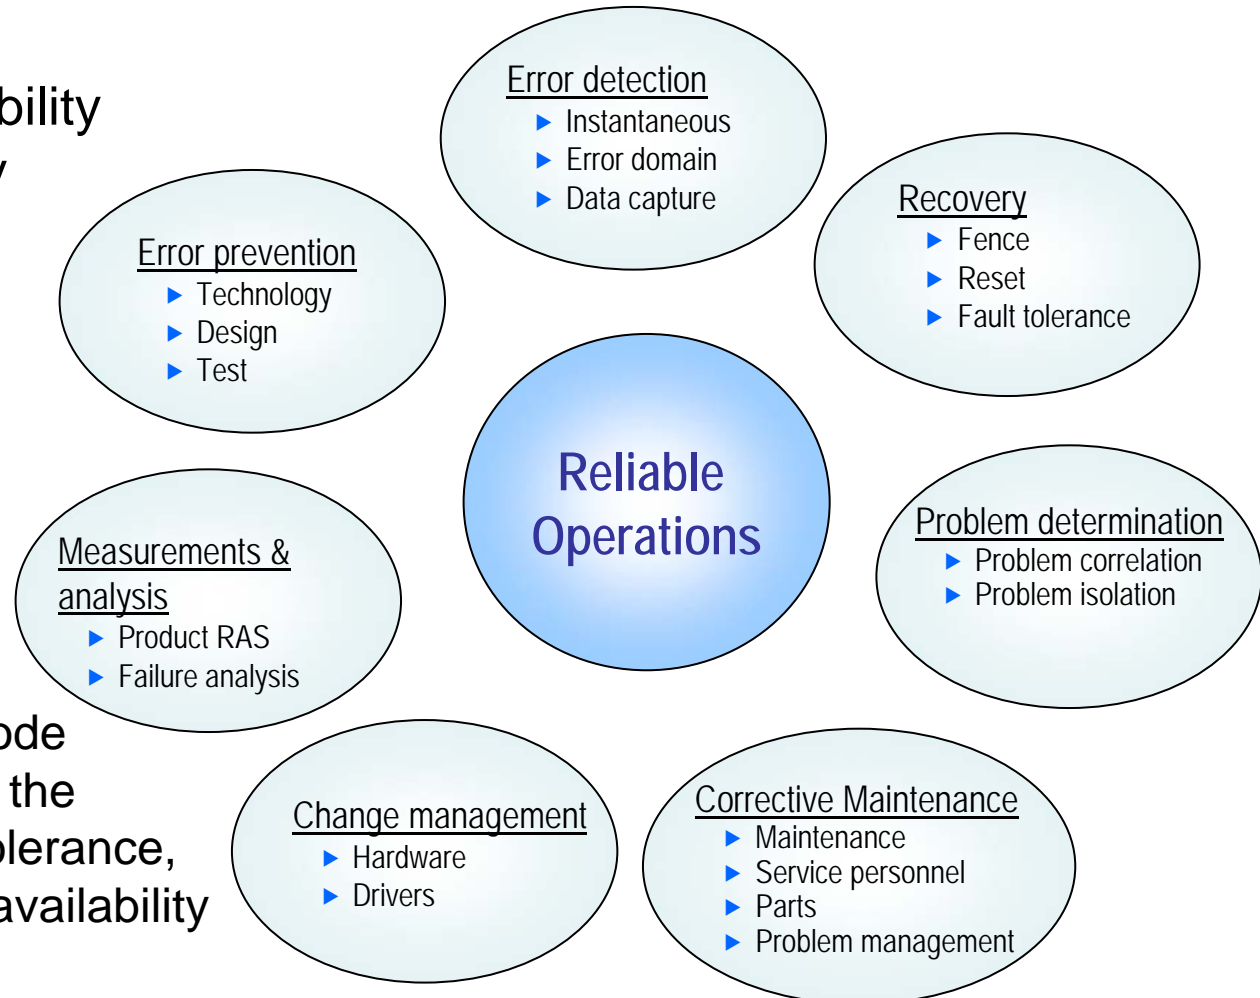 bility
y
Error detection
Instantaneous
Error domain
Data capture
Recovery
Fence
Reset
Fault tolerance
Error prevention
Technology
Design
Test
Reliable
Operations
Problem determination
Problem correlation
Problem isolation
Measurements &
analysis
Product RAS
Failure analysis
ode
the
olerance,
availability
Change management
Hardware
Drivers
Corrective Maintenance
Maintenance
Service personnel
Parts
Problem management